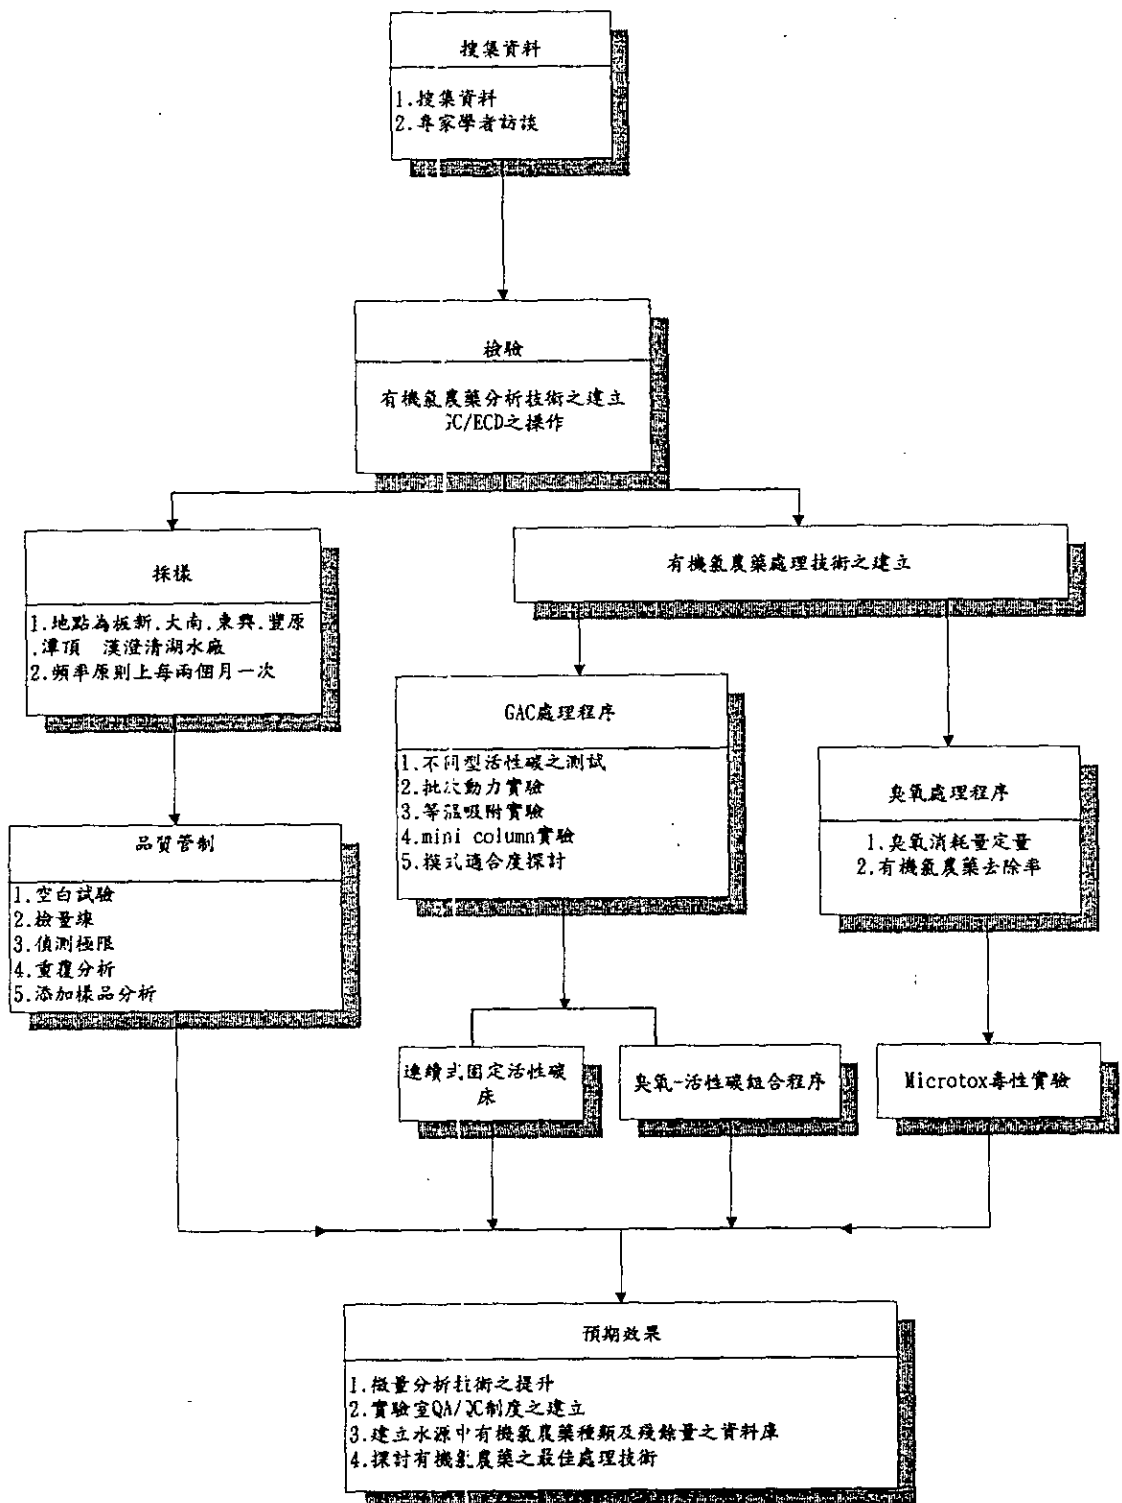 搜集資料
1.搜集資料
2.專家學者訪談
檢驗
有機氯農藥分析技術之建立
GC/ECD之操作
採樣
1.地點為板新.大南.東興.豐原
.潭頂 漢澄清湖水廠
2.頻率原則上每兩個月一次
有機氯農藥處理技術之建立
GAC處理程序
1.不同型活性碳之測試
2.批次動力實驗
3.等溫吸附實驗
4.mini column實驗
5.模式適合度探討
臭氧處理程序
1.臭氧消耗量定量
2.有機氯農藥去除率
品質管制
1.空白試驗
2.檢量線
3.偵測極限
4.重覆分析
5.添加樣品分析
連續式固定活性碳
床
臭氧-活性碳組合程序
Microtox毒性實驗
預期效果
1.微量分析技術之提升
2.實驗室QA/QC制度之建立
3.建立水源中有機氯農藥種類及殘餘量之資料庫
4.探討有機氯農藥之最佳處理技術